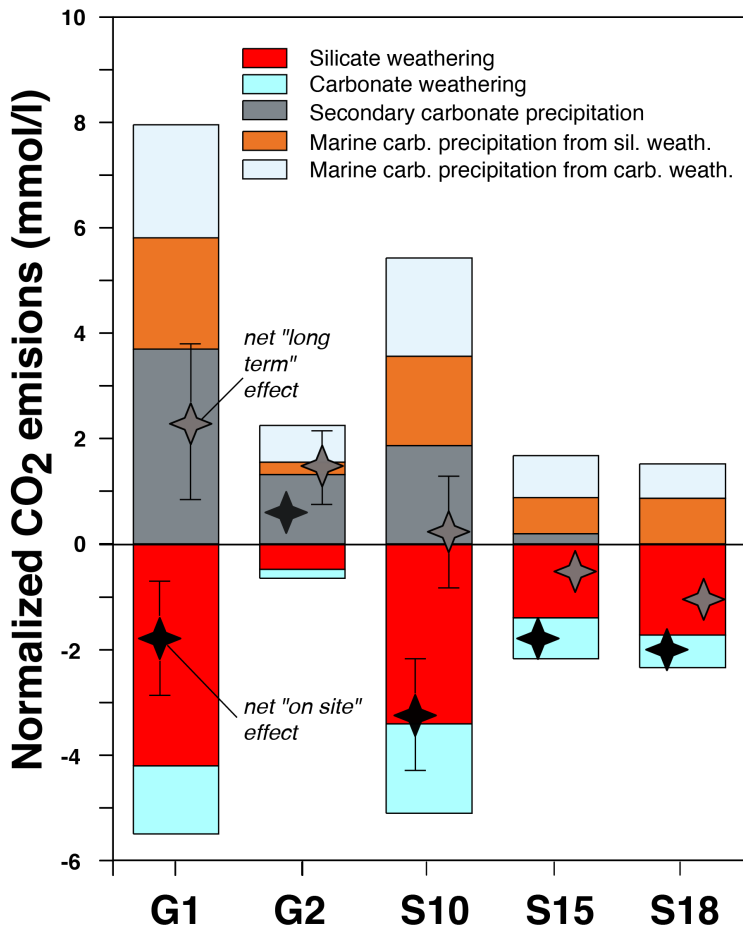 Normalized CO2 emissions (mmol/l)
10
8
6
4
2
0
-2
-4
-6
Silicate weathering
Carbonate weathering
Secondary carbonate precipitation
Marine carb. precipitation from sil. weath.
Marine carb. precipitation from carb. weath.
net "long
term"
effect
net "on site"
effect
G1 G2 S10 S15 S18